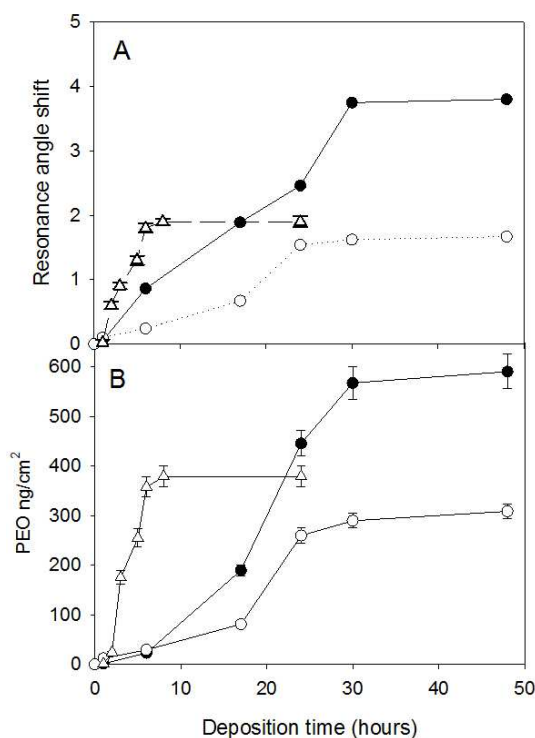 A
Resonance angle shift
5
4
3
2
1
0
B
PEO ng/cm²
600
500
400
300
200
100
0
0 10 20 30 40 50
Deposition time (hours)